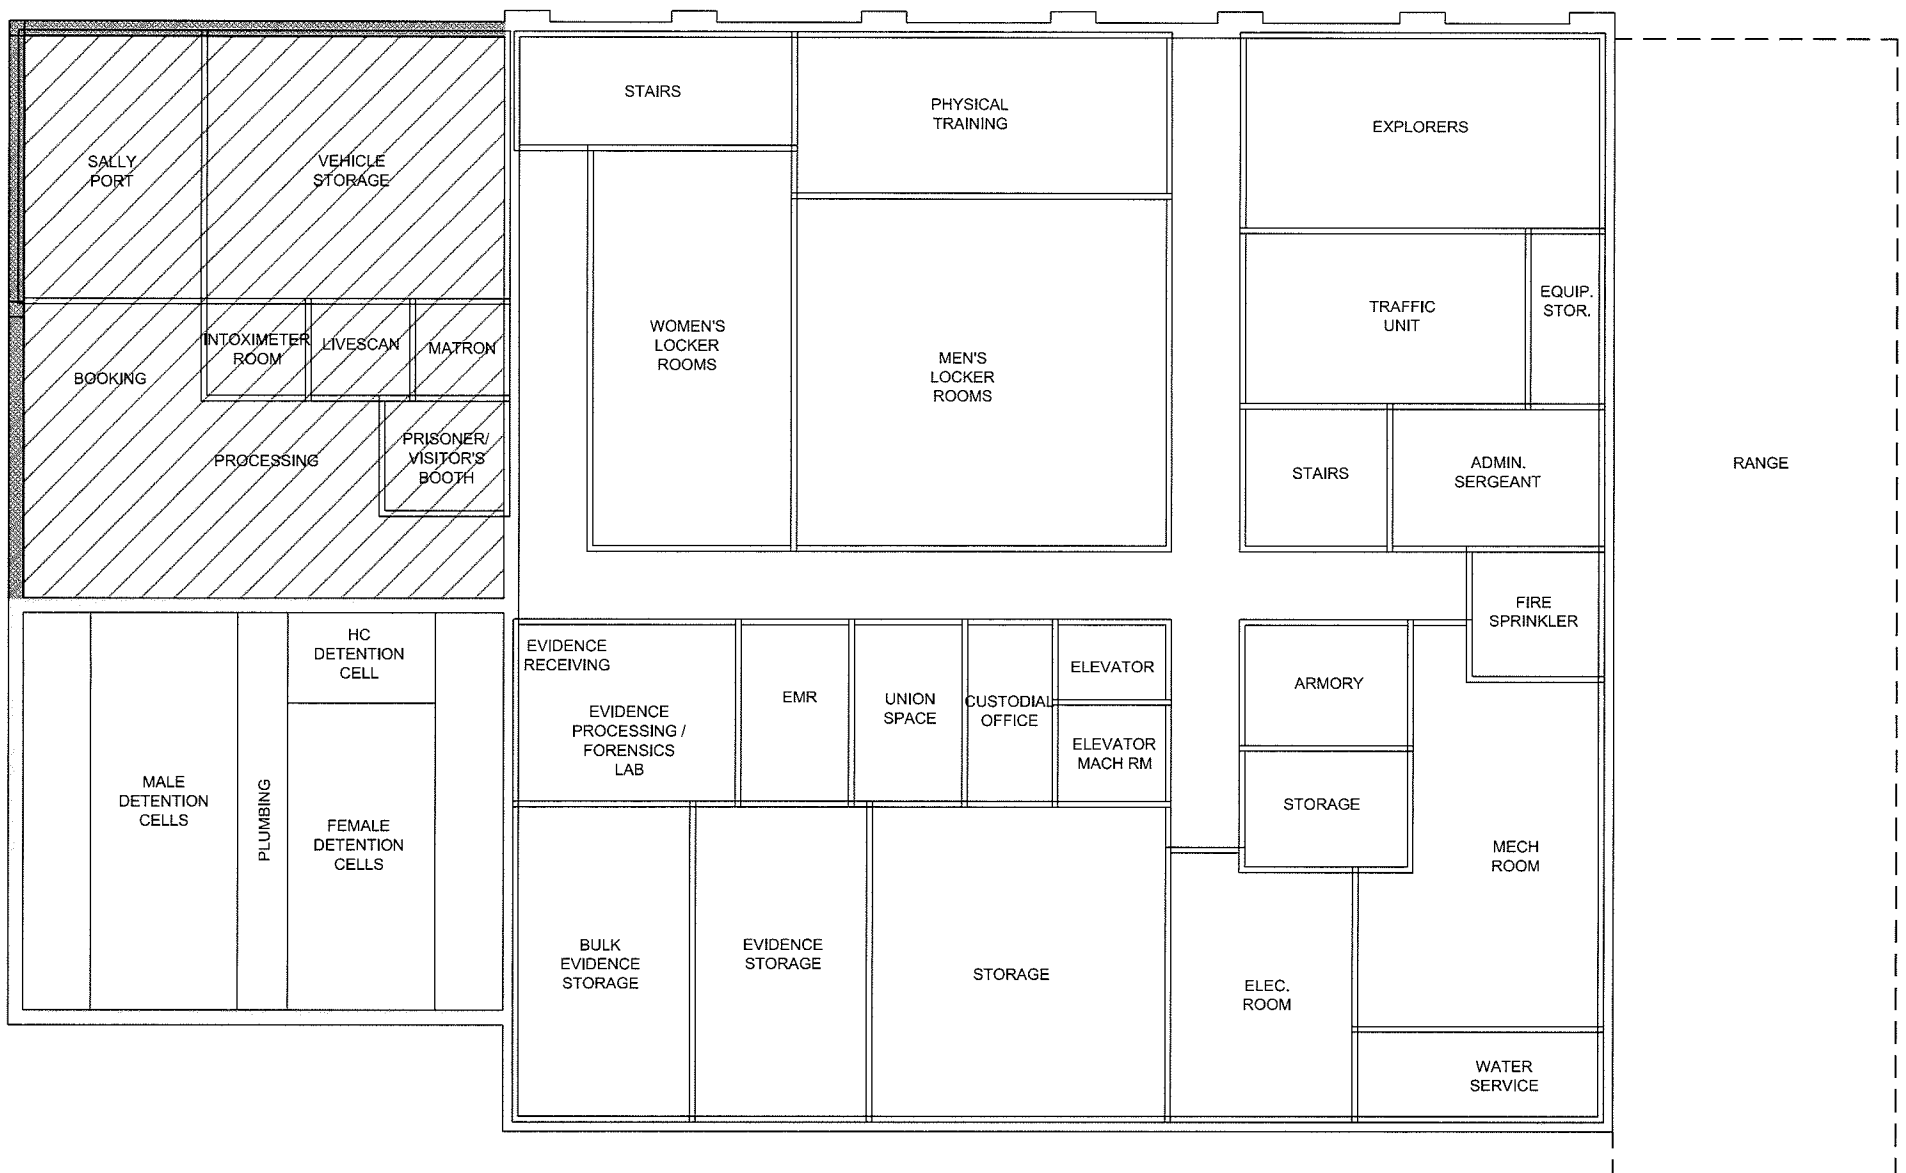 STAIRS
PHYSICAL
TRAINING
EXPLORERS
SALLY
PORT
VEHICLE
STORAGE
EQUIP.
STOR.
TRAFFIC
UNIT
WOMEN'S
LOCKER
ROOMS
MEN'S
LOCKER
ROOMS
INTOXIMETER
ROOM
LIVESCAN
MATRON
BOOKING
PRISONER/
VISITOR'S
BOOTH
PROCESSING
STAIRS
ADMIN.
SERGEANT
RANGE
FIRE
SPRINKLER
HC
DETENTION
CELL
EVIDENCE
RECEIVING
EVIDENCE
PROCESSING /
FORENSICS
LAB
EMR
UNION
SPACE
CUSTODIAL
OFFICE
ELEVATOR
ELEVATOR
MACH RM
ARMORY
STORAGE
MALE
DETENTION
CELLS
PLUMBING
FEMALE
DETENTION
CELLS
MECH
ROOM
BULK
EVIDENCE
STORAGE
EVIDENCE
STORAGE
STORAGE
ELEC.
ROOM
WATER
SERVICE